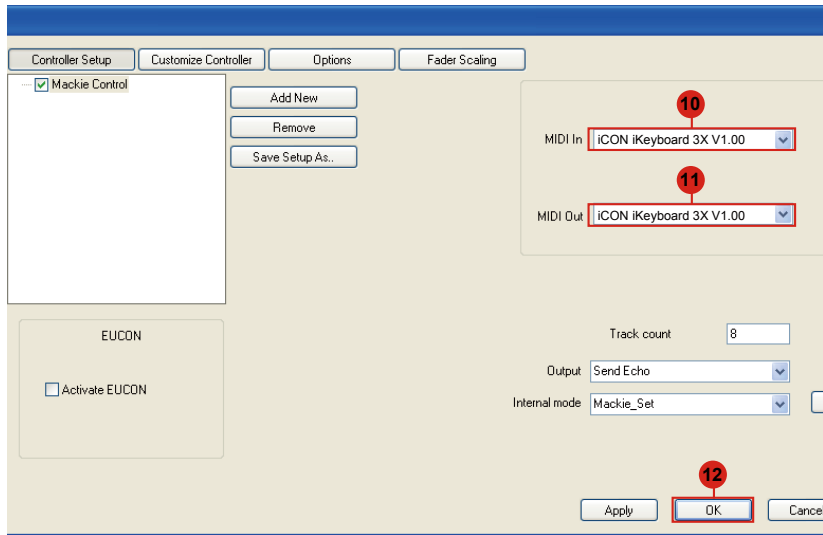 Controller Setup
Customize Controller
Options
Fader Scaling
Mackie Control
Add New
Remove
Save Setup As..
10
MIDI In
iCON iKeyboard 3X V1.00
11
MIDI Out
iCON iKeyboard 3X V1.00
EUCON
Activate EUCON
Track count
8
Output
Send Echo
Internal mode
Mackie_Set
12
Apply
OK
Cance